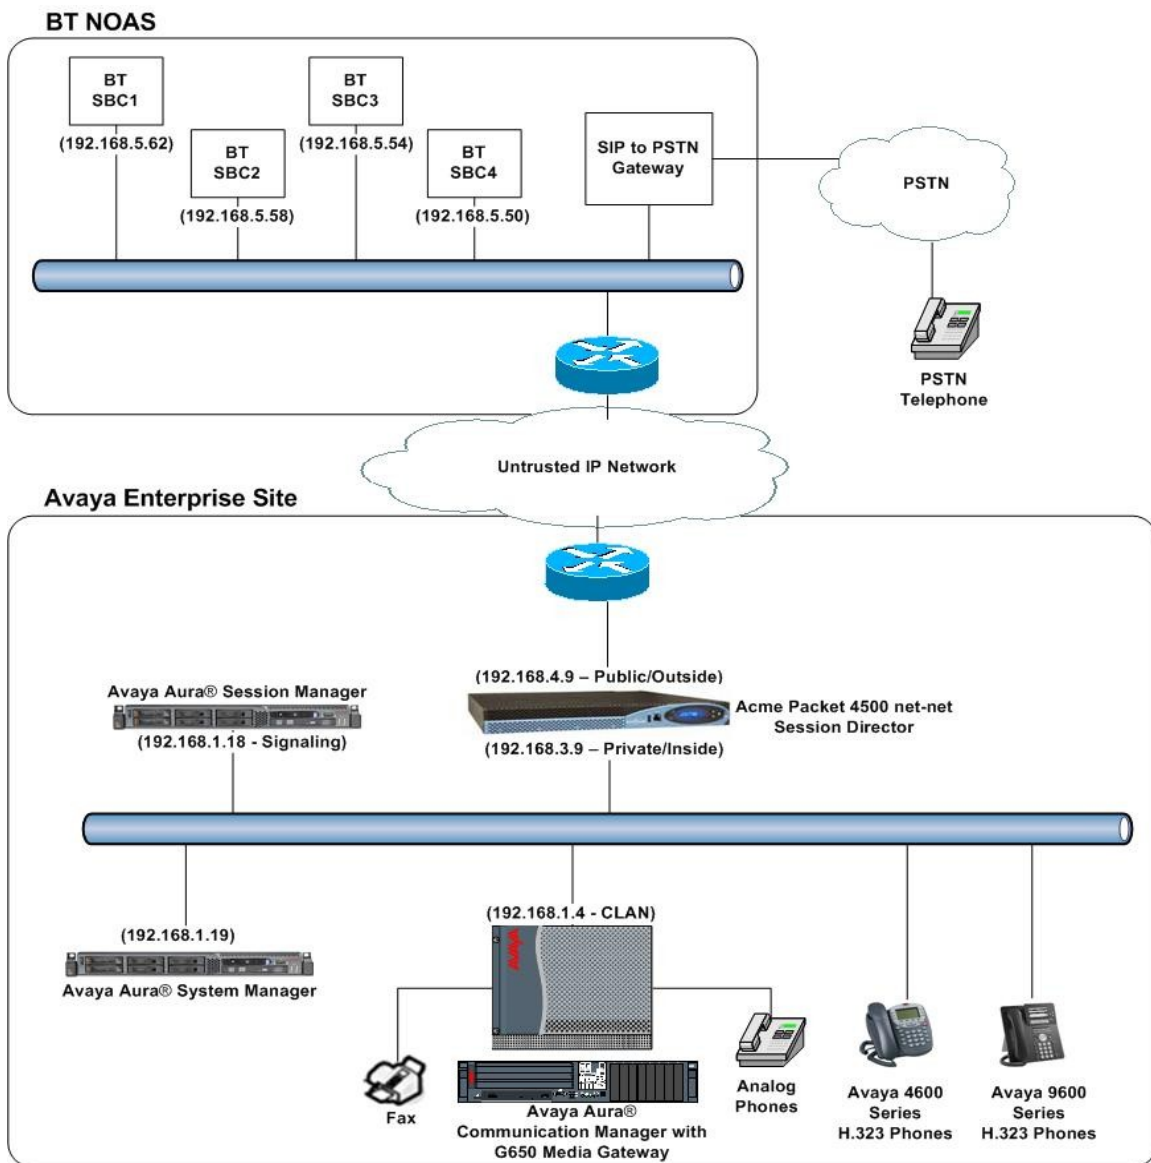 BT NOAS
BT
SBC1
(192.168.5.62)
BT
SBC2
(192.168.5.58)
BT
SBC3
(192.168.5.54)
BT
SBC4
(192.168.5.50)
SIP to PSTN
Gateway
PSTN
PSTN
Telephone
Untrusted IP Network
Avaya Enterprise Site
(192.168.4.9 – Public/Outside)
Acme Packet 4500 net-net
Session Director
(192.168.3.9 – Private/Inside)
Avaya Aura® Session Manager
(192.168.1.18 - Signaling)
(192.168.1.19)
Avaya Aura® System Manager
(192.168.1.4 - CLAN)
AVAYA
Fax
Avaya Aura®
Communication Manager with
G650 Media Gateway
Analog
Phones
Avaya 4600
Series
H.323 Phones
Avaya 9600
Series
H.323 Phones